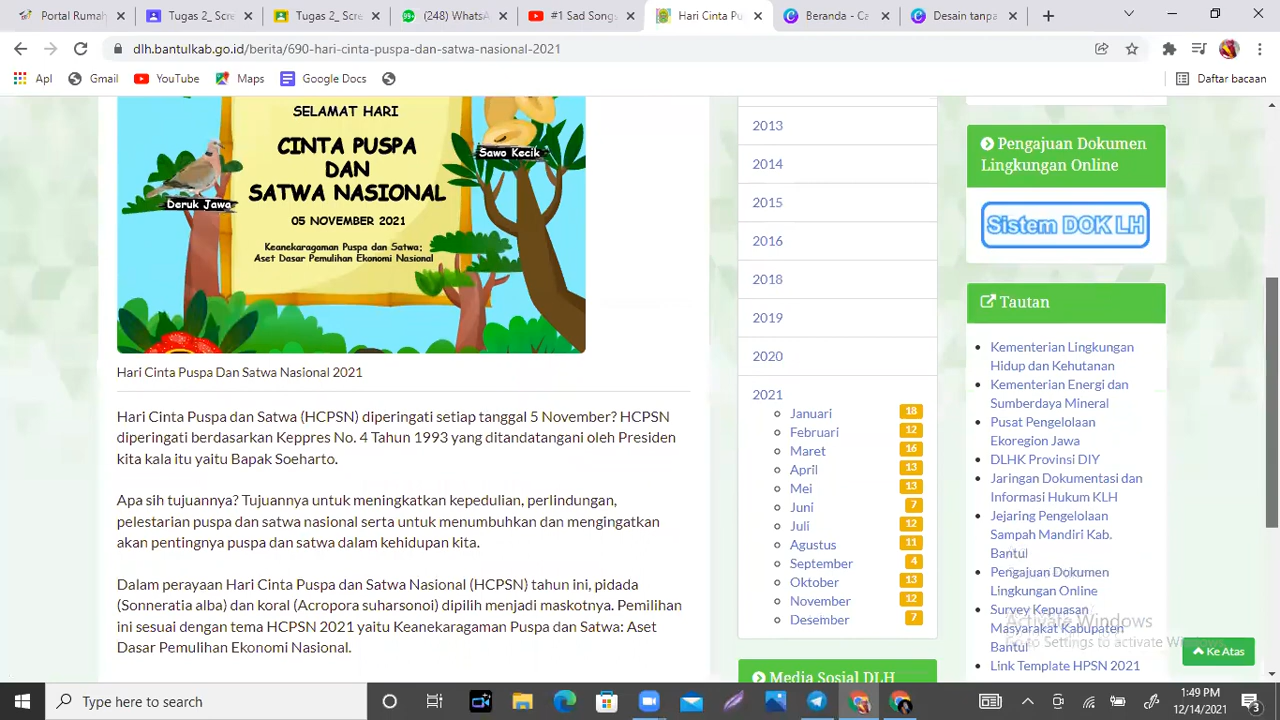 Portal Rumah
Tugas 2_Scre
Tugas 2_Scre
(248) WhatsA
#1 Sad Songs
Hari Cinta Pu
Beranda - Ca
Desain tanpa
dlh.bantulkab.go.id/berita/690-hari-cinta-puspa-dan-satwa-nasional-2021
Apl
Gmail
YouTube
Maps
Google Docs
Daftar bacaan
SELAMAT HARI
CINTA PUSPA
DAN
SATWA NASIONAL
05 NOVEMBER 2021
Keanekaragaman Puspa dan Satwa:
Aset Dasar Pemulihan Ekonomi Nasional
Deruk Jawa
Sawo Kecik
Hari Cinta Puspa Dan Satwa Nasional 2021
Hari Cinta Puspa dan Satwa (HCPSN) diperingati setiap tanggal 5 November? HCPSN
diperingati berdasarkan Keppres No. 4 Tahun 1993 yang ditandatangani oleh Presiden
kita kala itu yaitu Bapak Soeharto.
Apa sih tujuannya? Tujuannya untuk meningkatkan kepedulian, perlindungan,
pelestarian puspa dan satwa nasional serta untuk menumbuhkan dan mengingatkan
akan pentingnya puspa dan satwa dalam kehidupan kita.
Dalam perayaan Hari Cinta Puspa dan Satwa Nasional (HCPSN) tahun ini, pidada
(Sonneratia alba) dan koral (Acropora suharsonoi) dipilih menjadi maskotnya. Pemilihan
ini sesuai dengan tema HCPSN 2021 yaitu Keanekaragaman Puspa dan Satwa: Aset
Dasar Pemulihan Ekonomi Nasional.
2013
2014
2015
2016
2018
2019
2020
2021
Januari 18
Februari 12
Maret 16
April 13
Mei 13
Juni 7
Juli 12
Agustus 11
September 4
Oktober 13
November 12
Desember 7
Media Sosial DLH
Pengajuan Dokumen
Lingkungan Online
Sistem DOK LH
Tautan
Kementerian Lingkungan
Hidup dan Kehutanan
Kementerian Energi dan
Sumberdaya Mineral
Pusat Pengelolaan
Ekoregion Jawa
DLHK Provinsi DIY
Jaringan Dokumentasi dan
Informasi Hukum KLH
Jejaring Pengelolaan
Sampah Mandiri Kab.
Bantul
Pengajuan Dokumen
Lingkungan Online
Survey Kepuasan
Masyarakat Kabupaten
Bantul
Link Template HPSN 2021
Activate Windows
Go to Settings to activate Windows.
Ke Atas
Type here to search
1:49 PM
12/14/2021
3